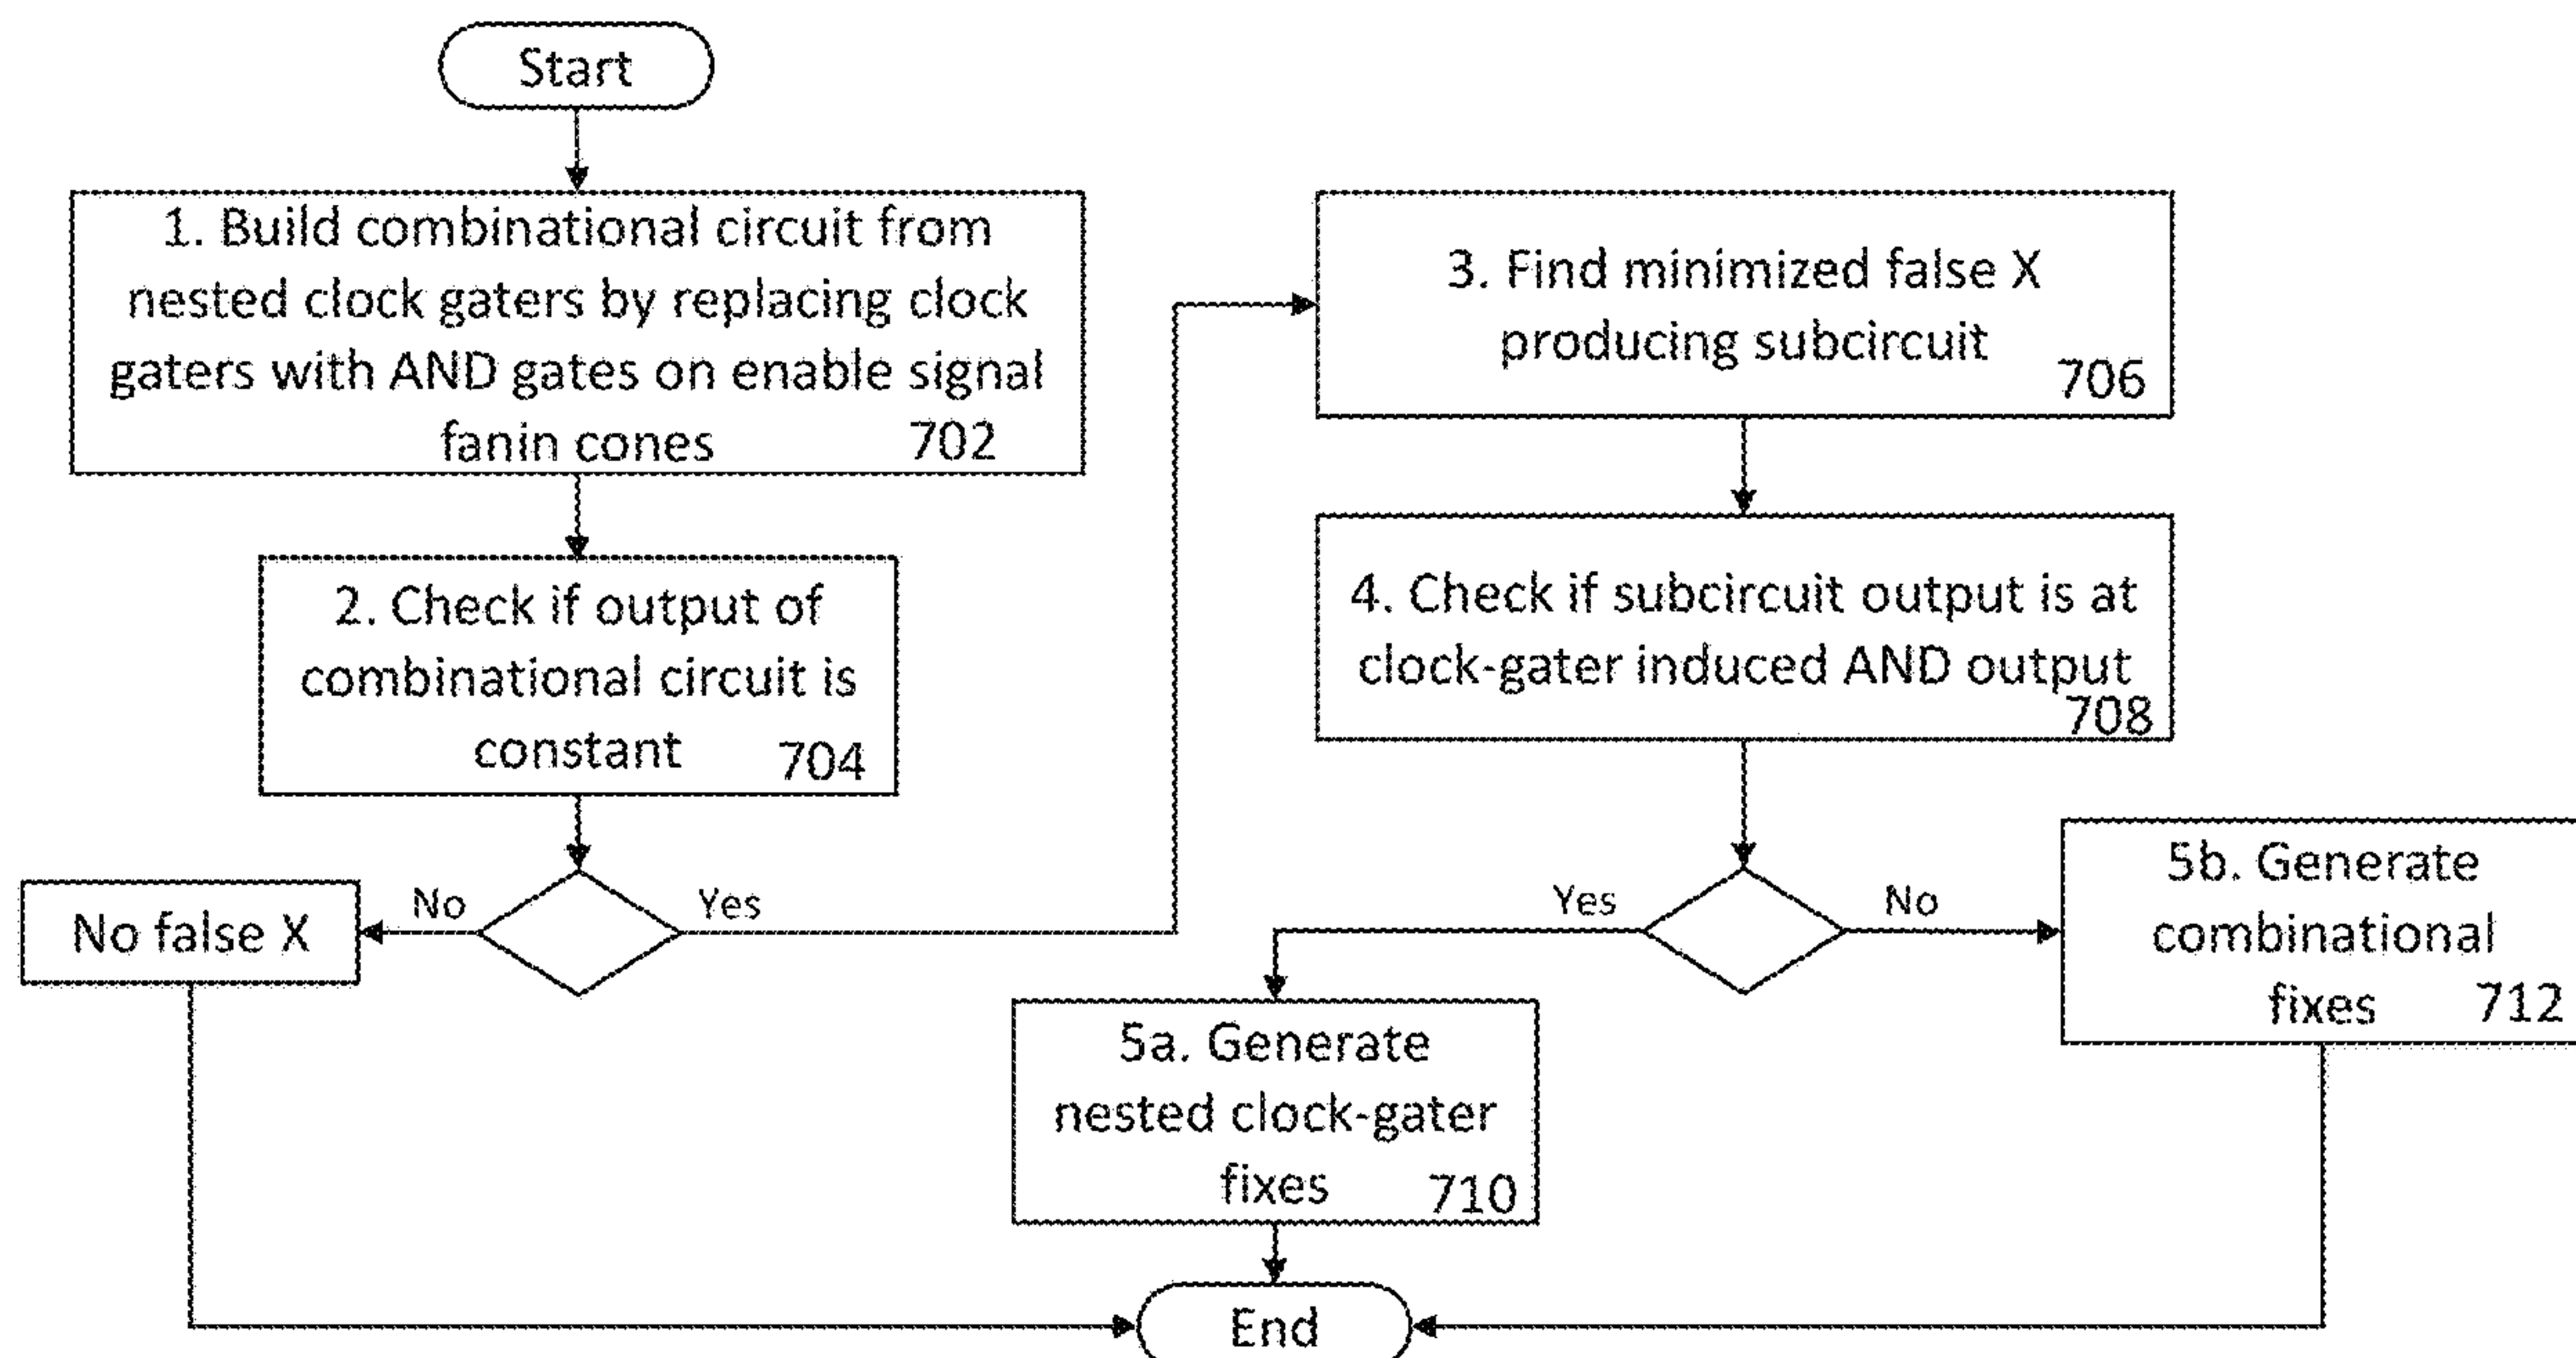 Start
1. Build combinational circuit from
nested clock gaters by replacing clock
gaters with AND gates on enable signal
fanin cones 702
2. Check if output of
combinational circuit is
constant 704
No
Yes
No false X
3. Find minimized false X
producing subcircuit
706
4. Check if subcircuit output is at
clock-gater induced AND output
708
Yes
No
5a. Generate
nested clock-gater
fixes 710
5b. Generate
combinational
fixes 712
End